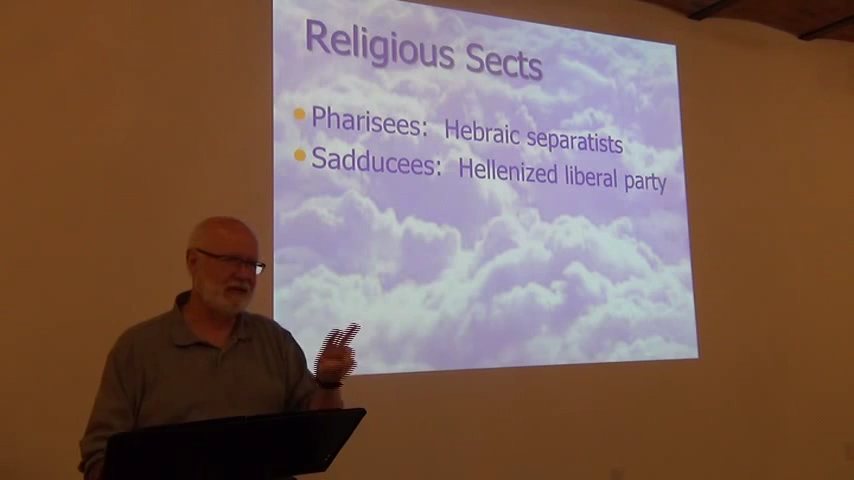 Religious Sects
Pharisees: Hebraic separatists
Sadducees: Hellenized liberal party